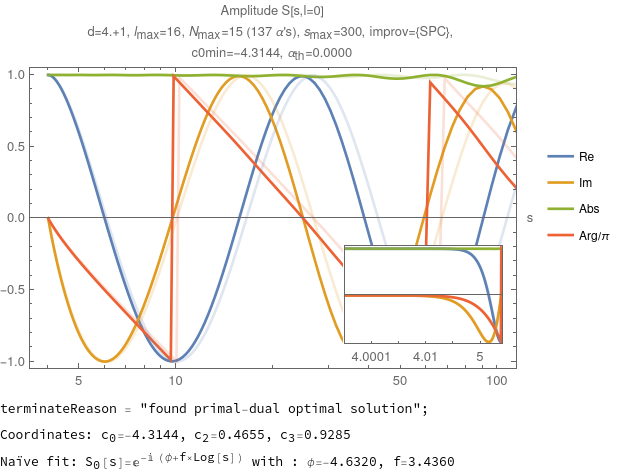 Amplitude S[s,l=0]
d=4.+1, lmax=16, Nmax=15 (137 α's), smax=300, improv={SPC},
c0min=-4.3144, αth=0.0000
1.0
0.5
0.0
-0.5
-1.0
5
10
50
100
s
Re
Im
Abs
Arg/π
4.0001
4.01
5
terminateReason = "found primal-dual optimal solution";
Coordinates: c0=-4.3144, c2=0.4655, c3=0.9285
Naïve fit: S0[s]=e-i (ϕ+f×Log[s]) with : ϕ=-4.6320, f=3.4360